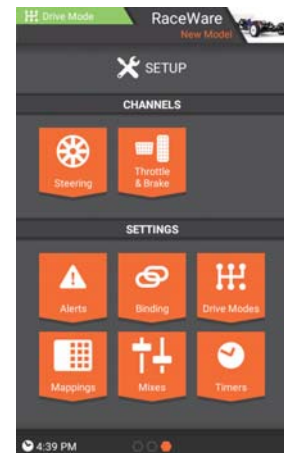 Drive Mode
RaceWare
New Model
SETUP
CHANNELS
Steering
Throttle
& Brake
SETTINGS
Alerts
Binding
Drive Modes
Mappings
Mixes
Timers
4:39 PM